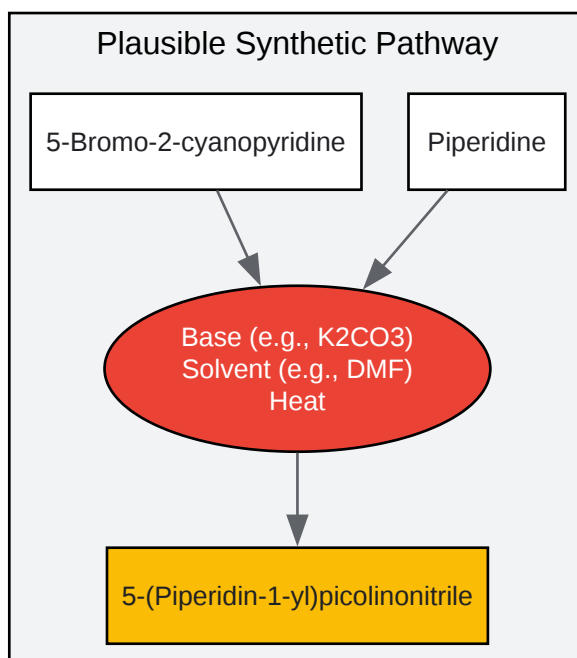 Plausible Synthetic Pathway
5-Bromo-2-cyanopyridine
Piperidine
Base (e.g., K2CO3)
Solvent (e.g., DMF)
Heat
5-(Piperidin-1-yl)picolinonitrile